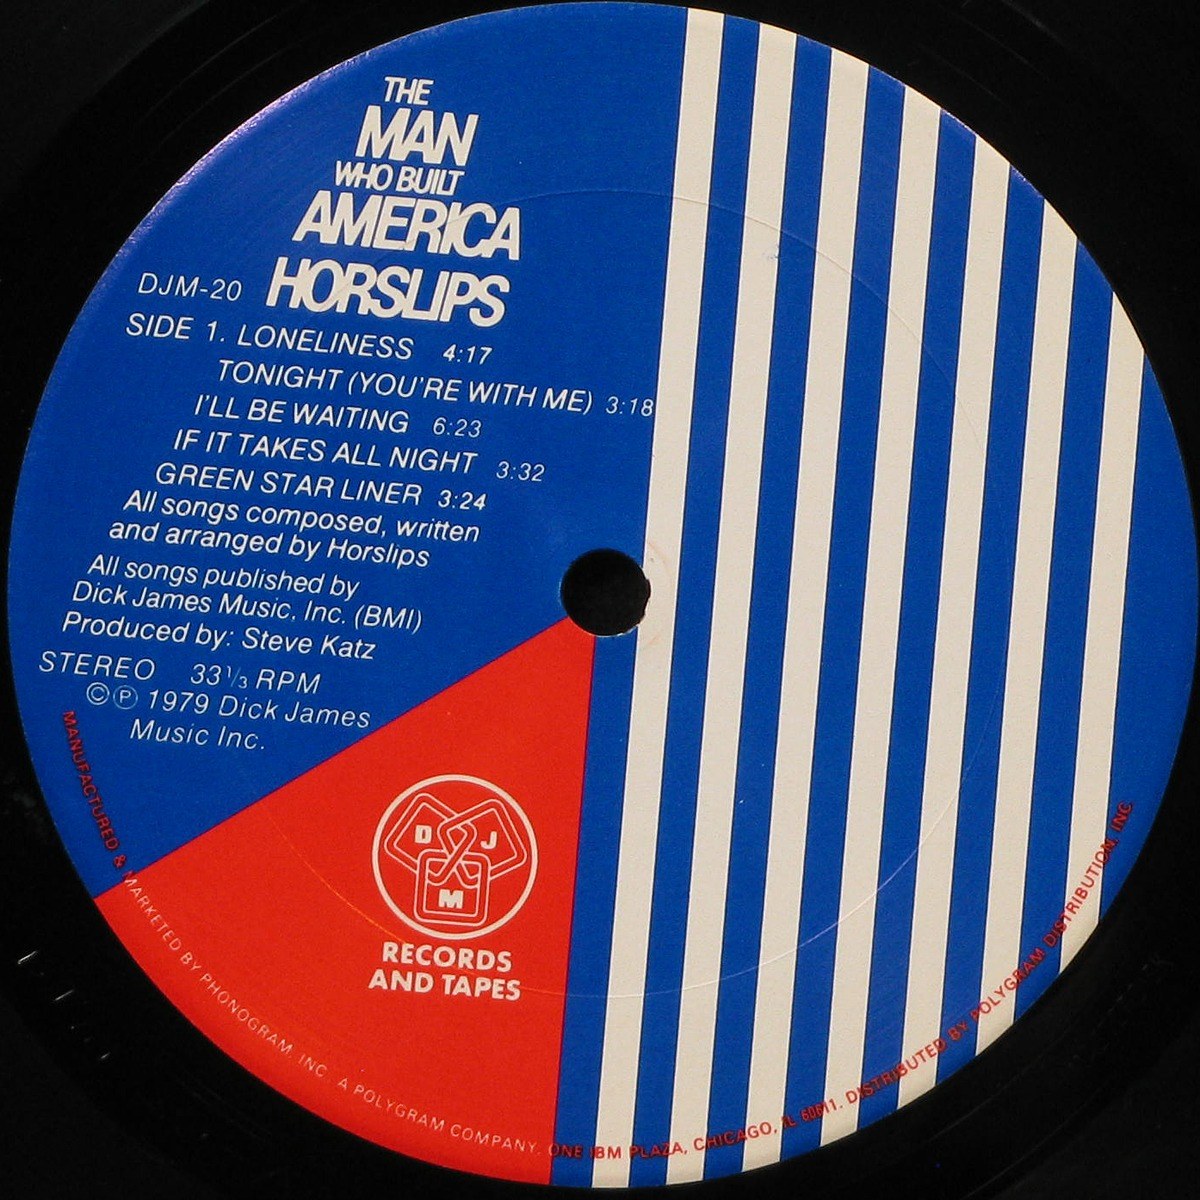 THE
MAN
WHO BUILT
AMERICA
HORSLIPS
DJM-20
SIDE 1. LONELINESS 4:17
TONIGHT (YOU'RE WITH ME) 3:18
I'LL BE WAITING 6:23
IF IT TAKES ALL NIGHT 3:32
GREEN STAR LINER 3:24
All songs composed, written
and arranged by Horslips
All songs published by
Dick James Music, Inc. (BMI)
Produced by: Steve Katz
STEREO 33 1/3 RPM
©℗ 1979 Dick James
Music Inc.
D J
M
RECORDS
AND TAPES
MANUFACTURED & MARKETED BY PHONOGRAM, INC. A POLYGRAM COMPANY, ONE IBM PLAZA, CHICAGO, IL 60611. DISTRIBUTED BY POLYGRAM DISTRIBUTION, INC.